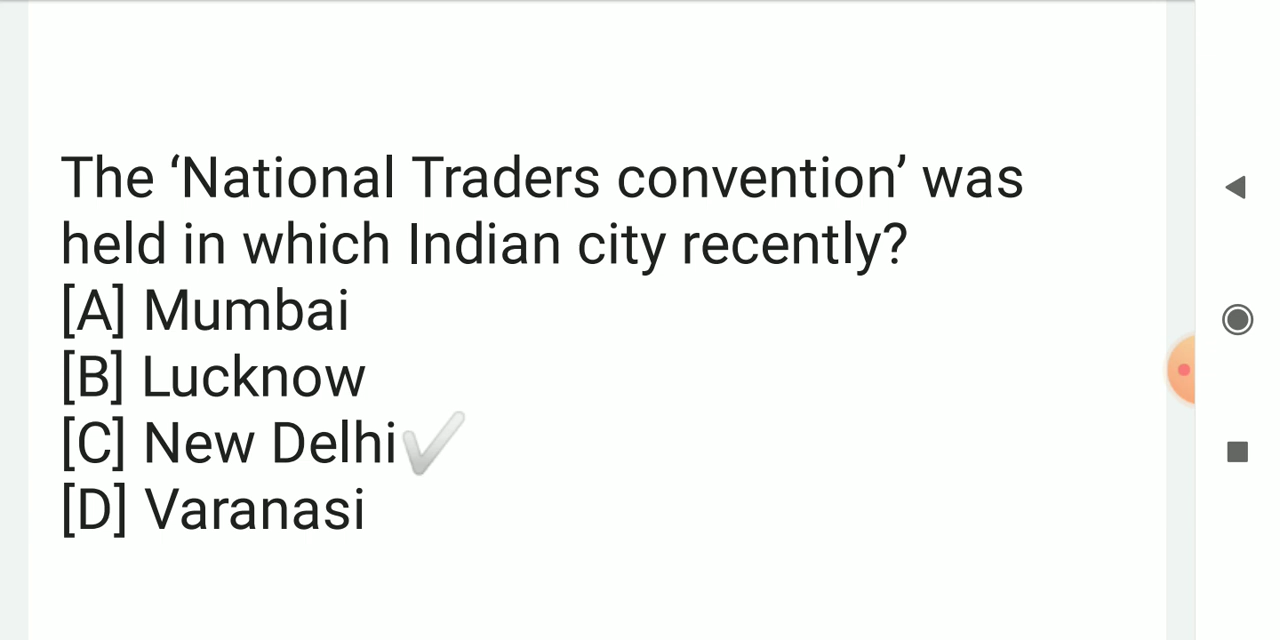 The ‘National Traders convention’ was
held in which Indian city recently?
[A] Mumbai
[B] Lucknow
[C] New Delhi✔
[D] Varanasi